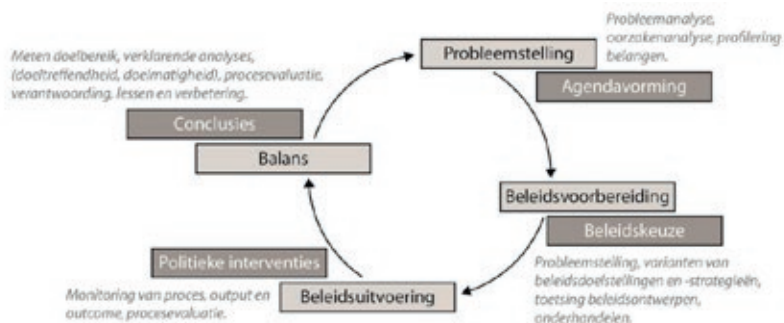 Probleemanalyse,
oorzakenanalyse, profilering
belangen.
Probleemstelling
Agendavorming
Meten doelbereik, verklarende analyses,
(doeltreffendheid, doelmatigheid), procesevaluatie,
verantwoording, lessen en verbetering.
Conclusies
Balans
Beleidsvoorbereiding
Beleidskeuze
Probleemstelling, varianten van
beleidsdoelstellingen en -strategieën,
toetsing beleidsontwerpen,
onderhandelen.
Politieke interventies
Beleidsuitvoering
Monitoring van proces, output en
outcome, procesevaluatie.